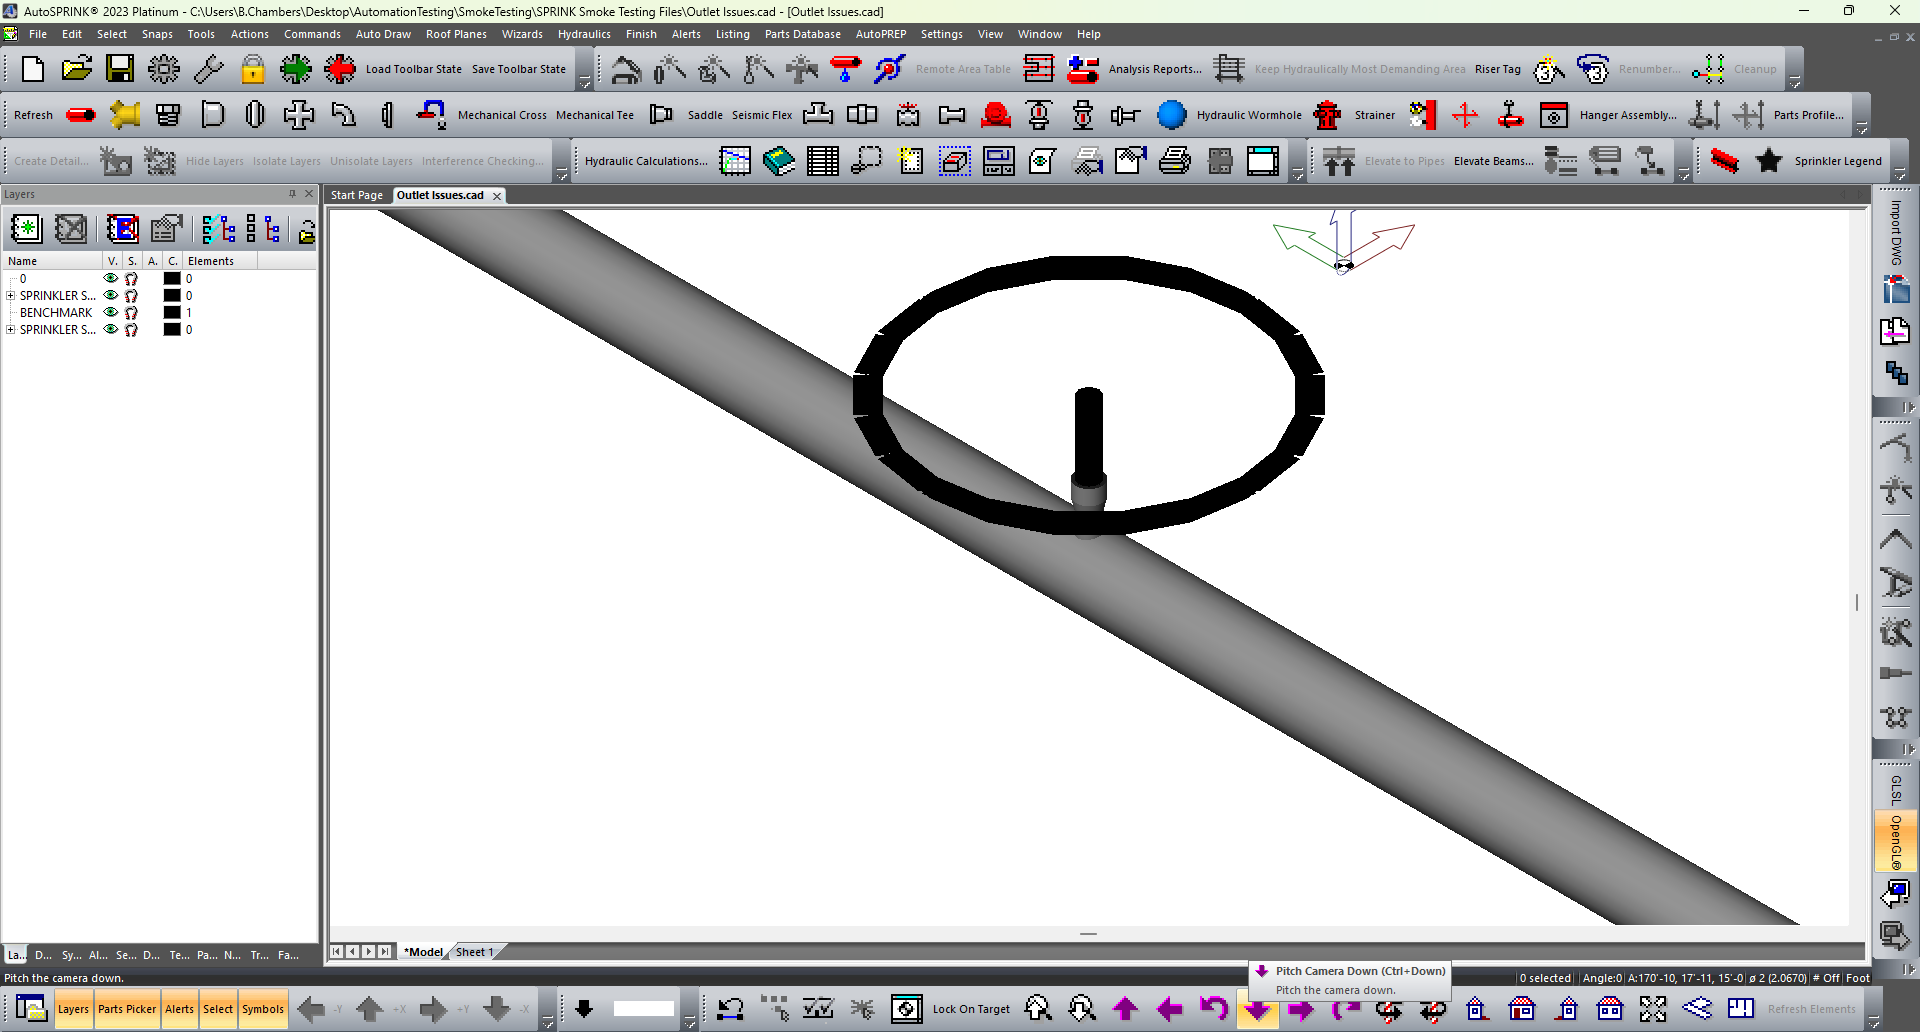 AutoSPRINK® 2023 Platinum - C:\Users\B.Chambers\Desktop\AutomationTesting\SmokeTesting\SPRINK Smoke Testing Files\Outlet Issues.cad - [Outlet Issues.cad]
File Edit Select Snaps Tools Actions Commands Auto Draw Roof Planes Wizards Hydraulics Finish Alerts Listing Parts Database AutoPREP Settings View Window Help
Load Toolbar State Save Toolbar State Remote Area Table Analysis Reports... Keep Hydraulically Most Demanding Area Riser Tag Renumber... Cleanup
Refresh Mechanical Cross Mechanical Tee Saddle Seismic Flex Hydraulic Wormhole Strainer Hanger Assembly... Parts Profile...
Create Detail... Hide Layers Isolate Layers Unisolate Layers Interference Checking... Hydraulic Calculations... Elevate to Pipes Elevate Beams... Sprinkler Legend
Layers
Start Page Outlet Issues.cad
Import DWG
Name V. S. A. C. Elements
0 0
SPRINKLER S... 0
BENCHMARK 1
SPRINKLER S... 0
GLSL
OpenGL®
*Model Sheet 1
La... D... Sy... Al... Se... D... Te... Pa... N... Tr... Fa...
Pitch Camera Down (Ctrl+Down)
Pitch the camera down.
Pitch the camera down.
0 selected Angle:0 A:170'-10, 17'-11, 15'-0 ø 2 (2.0670) # Off Foot
Layers Parts Picker Alerts Select Symbols -Y +X +Y -X Lock On Target Refresh Elements